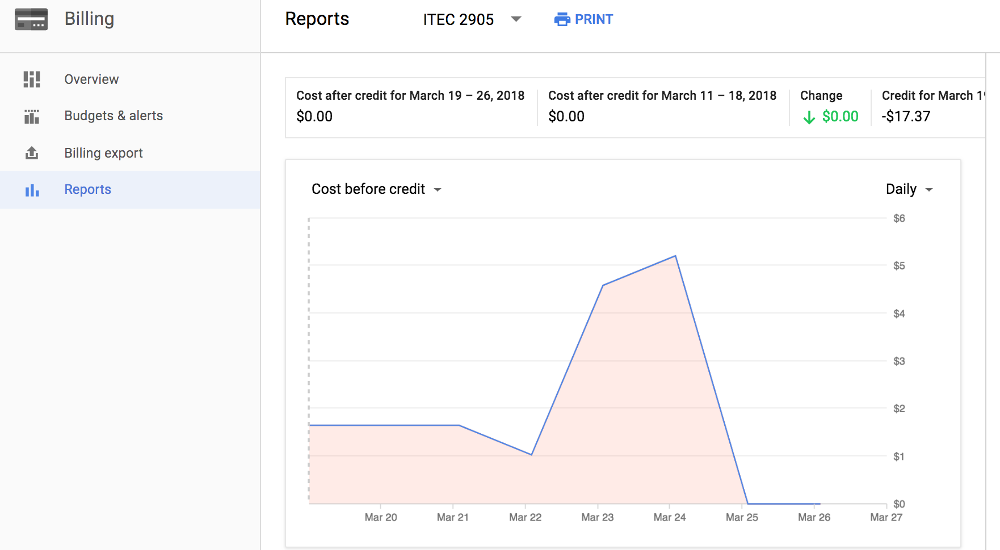 Billing
Reports
ITEC 2905
PRINT
Overview
Budgets & alerts
Billing export
Reports
Cost after credit for March 19 – 26, 2018
$0.00
Cost after credit for March 11 – 18, 2018
$0.00
Change
$0.00
Credit for March
-$17.37
Cost before credit
Daily
$6
$5
$4
$3
$2
$1
$0
Mar 20
Mar 21
Mar 22
Mar 23
Mar 24
Mar 25
Mar 26
Mar 27